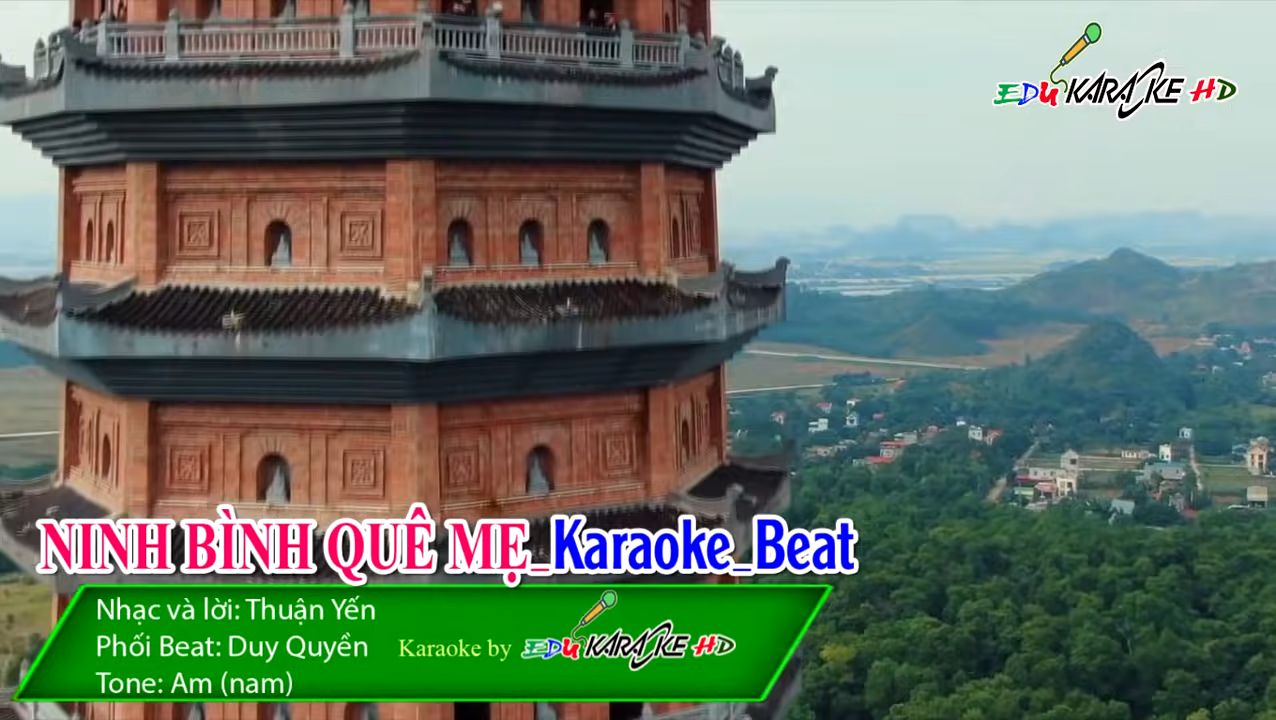 EDU KARAOKE HD
NINH BÌNH QUÊ MẸ_Karaoke_Beat
Nhạc và lời: Thuận Yến
Phối Beat: Duy Quyền
Karaoke by EDU KARAOKE HD
Tone: Am (nam)